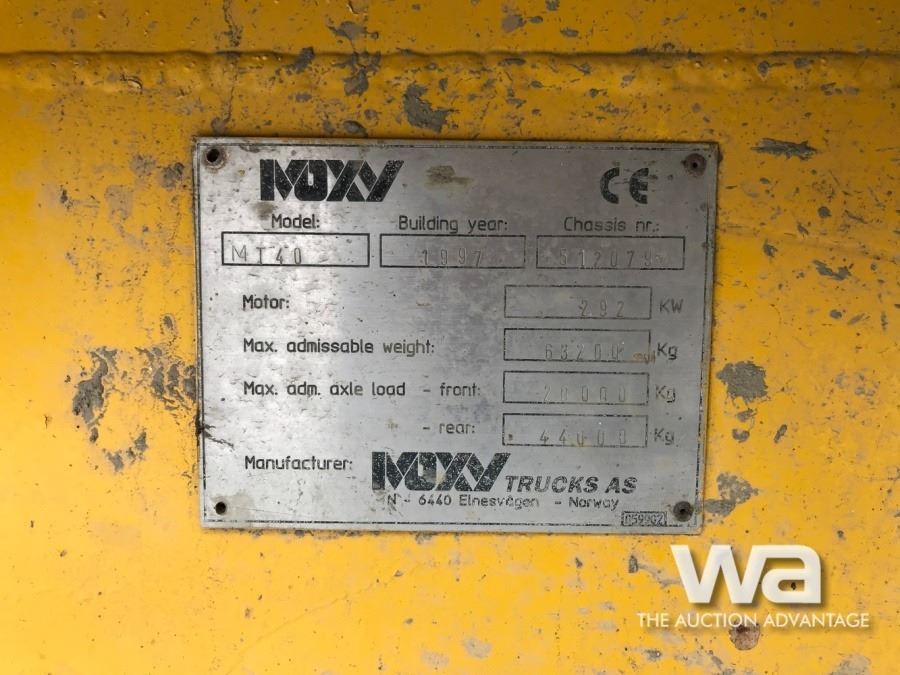 MOXY CE
Model: Building year: Chassis nr.:
MT40 1997 512079
Motor: 292 KW
Max. admissable weight: 63200 Kg
Max. adm. axle load - front: 20000 Kg
- rear: 44000 Kg
Manufacturer: MOXY TRUCKS AS
N - 6440 Elnesvågen - Norway
wa
THE AUCTION ADVANTAGE